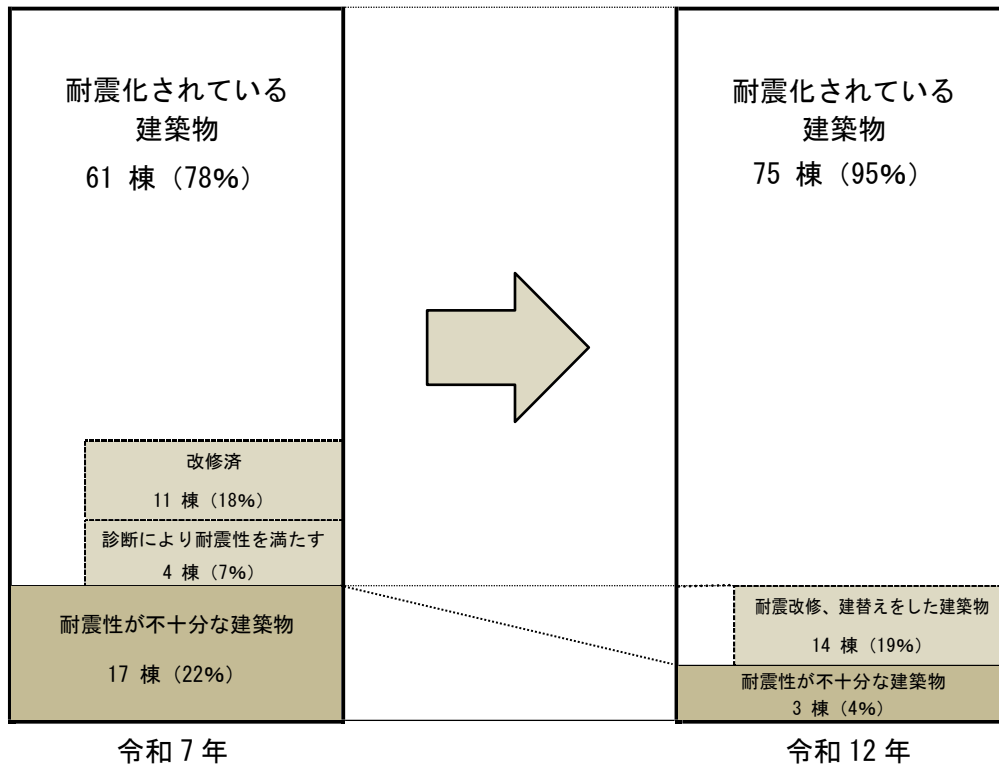 耐震化されている
建築物
61 棟（78%）
改修済
11 棟（18%）
診断により耐震性を満たす
4 棟（7%）
耐震性が不十分な建築物
17 棟（22%）
令和７年
耐震化されている
建築物
75 棟（95%）
耐震改修、建替えをした建築物
14 棟（19%）
耐震性が不十分な建築物
3 棟（4%）
令和 12 年